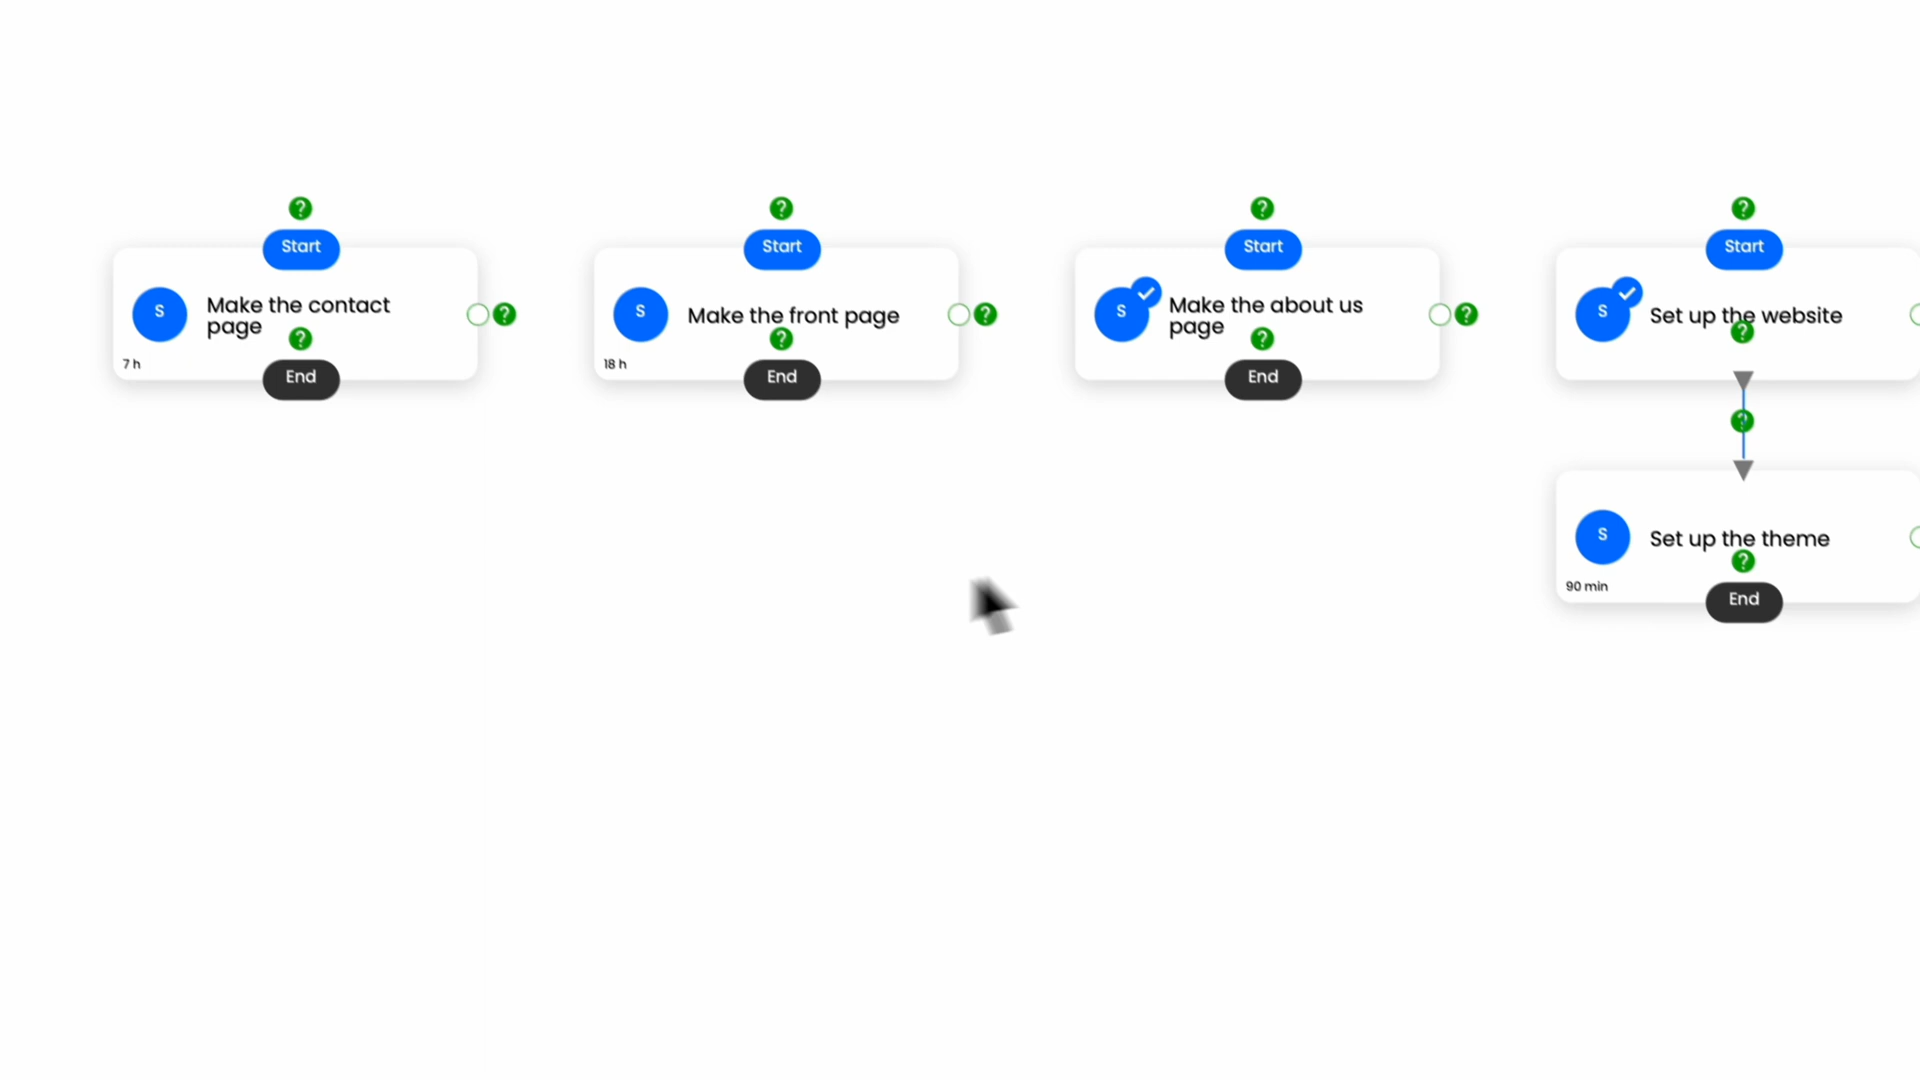 ? ? ? ?
Start Start Start Start
S Make the contact
page ?
? 7 h
End
S Make the front page ?
? 18 h
End
S Make the about us
page ?
?
End
S Set up the website
?
?
S Set up the theme
?
90 min
End